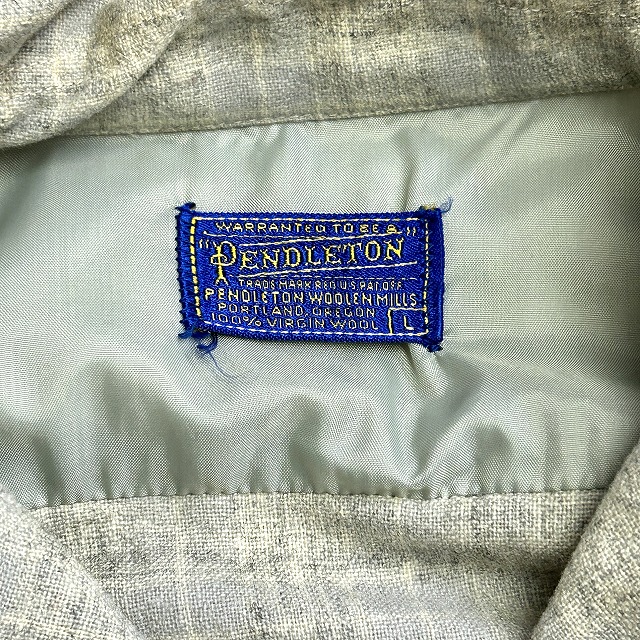 WARRANTED TO BE A
"PENDLETON"
TRADE MARK REG. U.S. PAT. OFF.
PENDLETON WOOLEN MILLS
PORTLAND, OREGON
100% VIRGIN WOOL L